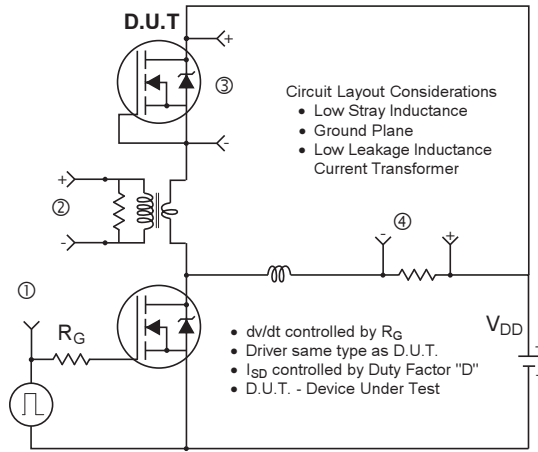 D.U.T
+
③
-
Circuit Layout Considerations
• Low Stray Inductance
• Ground Plane
• Low Leakage Inductance
Current Transformer
+
②
-
④
-
+
①
RG
• dv/dt controlled by RG
• Driver same type as D.U.T.
• ISD controlled by Duty Factor "D"
• D.U.T. - Device Under Test
VDD
+
-